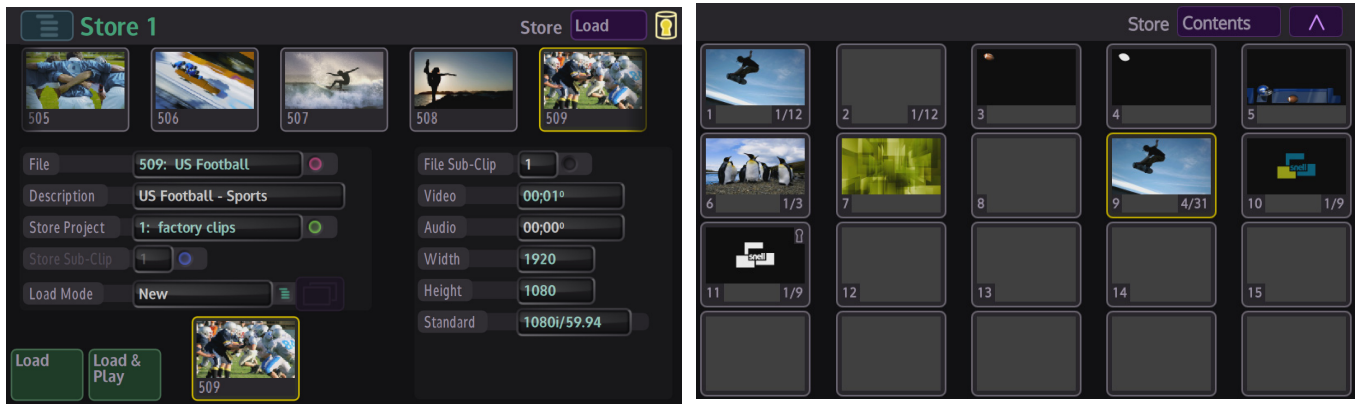 Store 1
Store Load
505 506 507 508 509
File 509: US Football
Description US Football - Sports
Store Project 1: factory clips
Store Sub-Clip 1
Load Mode New
File Sub-Clip 1
Video 00;01⁰
Audio 00;00⁰
Width 1920
Height 1080
Standard 1080i/59.94
Load
Load &
Play
509
Store Contents
1 1/12 2 1/12 3 4 5
snell
6 1/3 7 8 9 4/31 10 1/9
snell
11 1/9 12 13 14 15